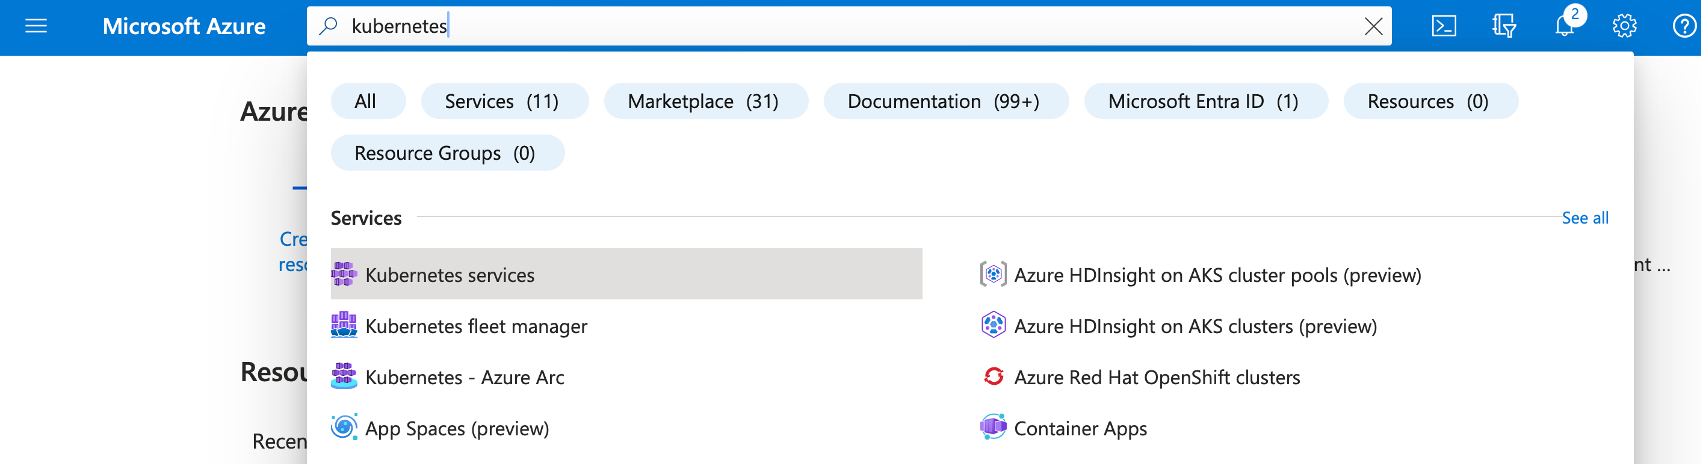 Microsoft Azure
kubernetes
2
All
Services (11)
Marketplace (31)
Documentation (99+)
Microsoft Entra ID (1)
Resources (0)
Resource Groups (0)
Azure
Services
See all
Cre
reso
Kubernetes services
Azure HDInsight on AKS cluster pools (preview)
nt ...
Kubernetes fleet manager
Azure HDInsight on AKS clusters (preview)
Resou
Kubernetes - Azure Arc
Azure Red Hat OpenShift clusters
Recen
App Spaces (preview)
Container Apps